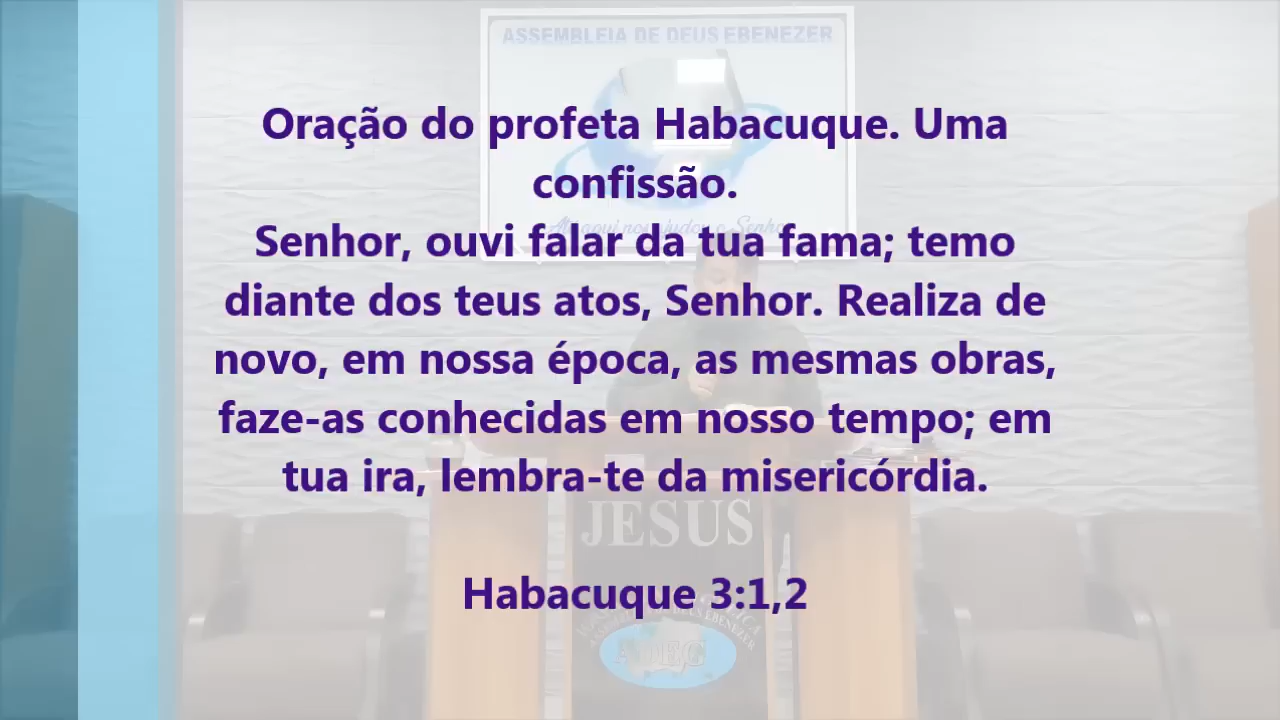 ASSEMBLEIA DE DEUS EBENEZER
Oração do profeta Habacuque. Uma
confissão.
Senhor, ouvi falar da tua fama; temo
diante dos teus atos, Senhor. Realiza de
novo, em nossa época, as mesmas obras,
faze-as conhecidas em nosso tempo; em
tua ira, lembra-te da misericórdia.
JESUS
Habacuque 3:1,2